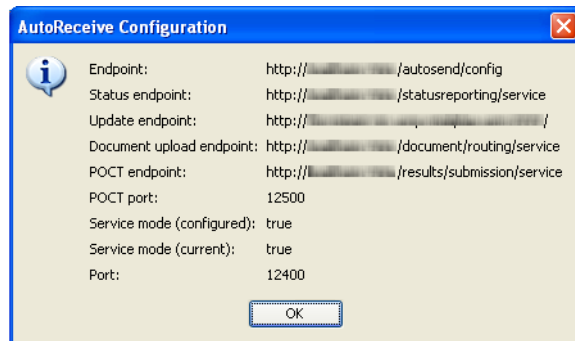 AutoReceive Configuration
Endpoint: http:// /autosend/config
Status endpoint: http:// /statusreporting/service
Update endpoint: http:// /
Document upload endpoint: http:// /document/routing/service
POCT endpoint: http:// /results/submission/service
POCT port: 12500
Service mode (configured): true
Service mode (current): true
Port: 12400
OK